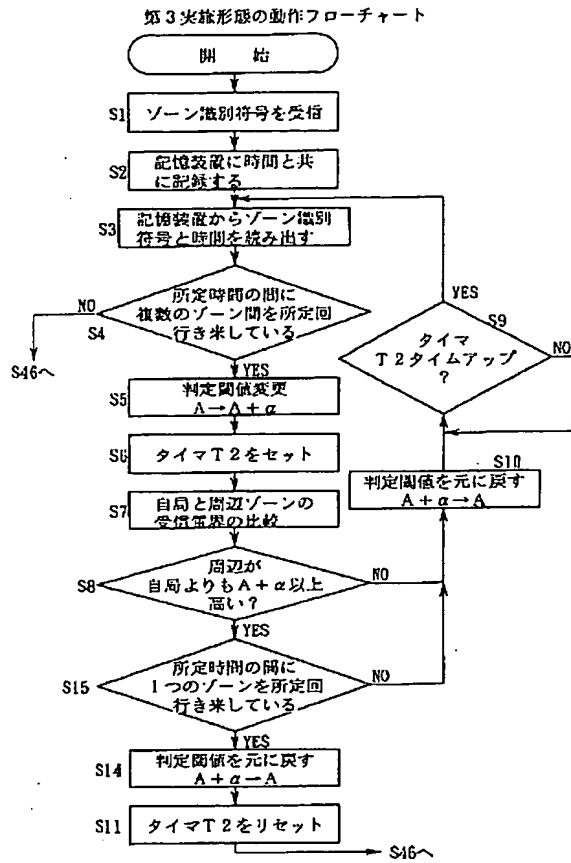 第3実施形態の動作フローチャート
開始
S1
ゾーン識別符号を受信
S2
記憶装置に時間と共
に記録する
S3
記憶装置からゾーン識別
符号と時間を読み出す
NO
S4
所定時間の間に
複数のゾーン間を所定回
行き来している
S46へ
YES
S5
判定閾値変更
A→A+α
S6
タイマT2をセット
S7
自局と周辺ゾーンの
受信電界の比較
S8
周辺が
自局よりもA+α以上
高い?
NO
YES
S15
所定時間の間に
1つのゾーンを所定回
行き来している
NO
YES
S14
判定閾値を元に戻す
A+α→A
S11
タイマT2をリセット
S46へ
YES
S9
タイマ
T2タイムアップ
?
NO
S10
判定閾値を元に戻す
A+α→A